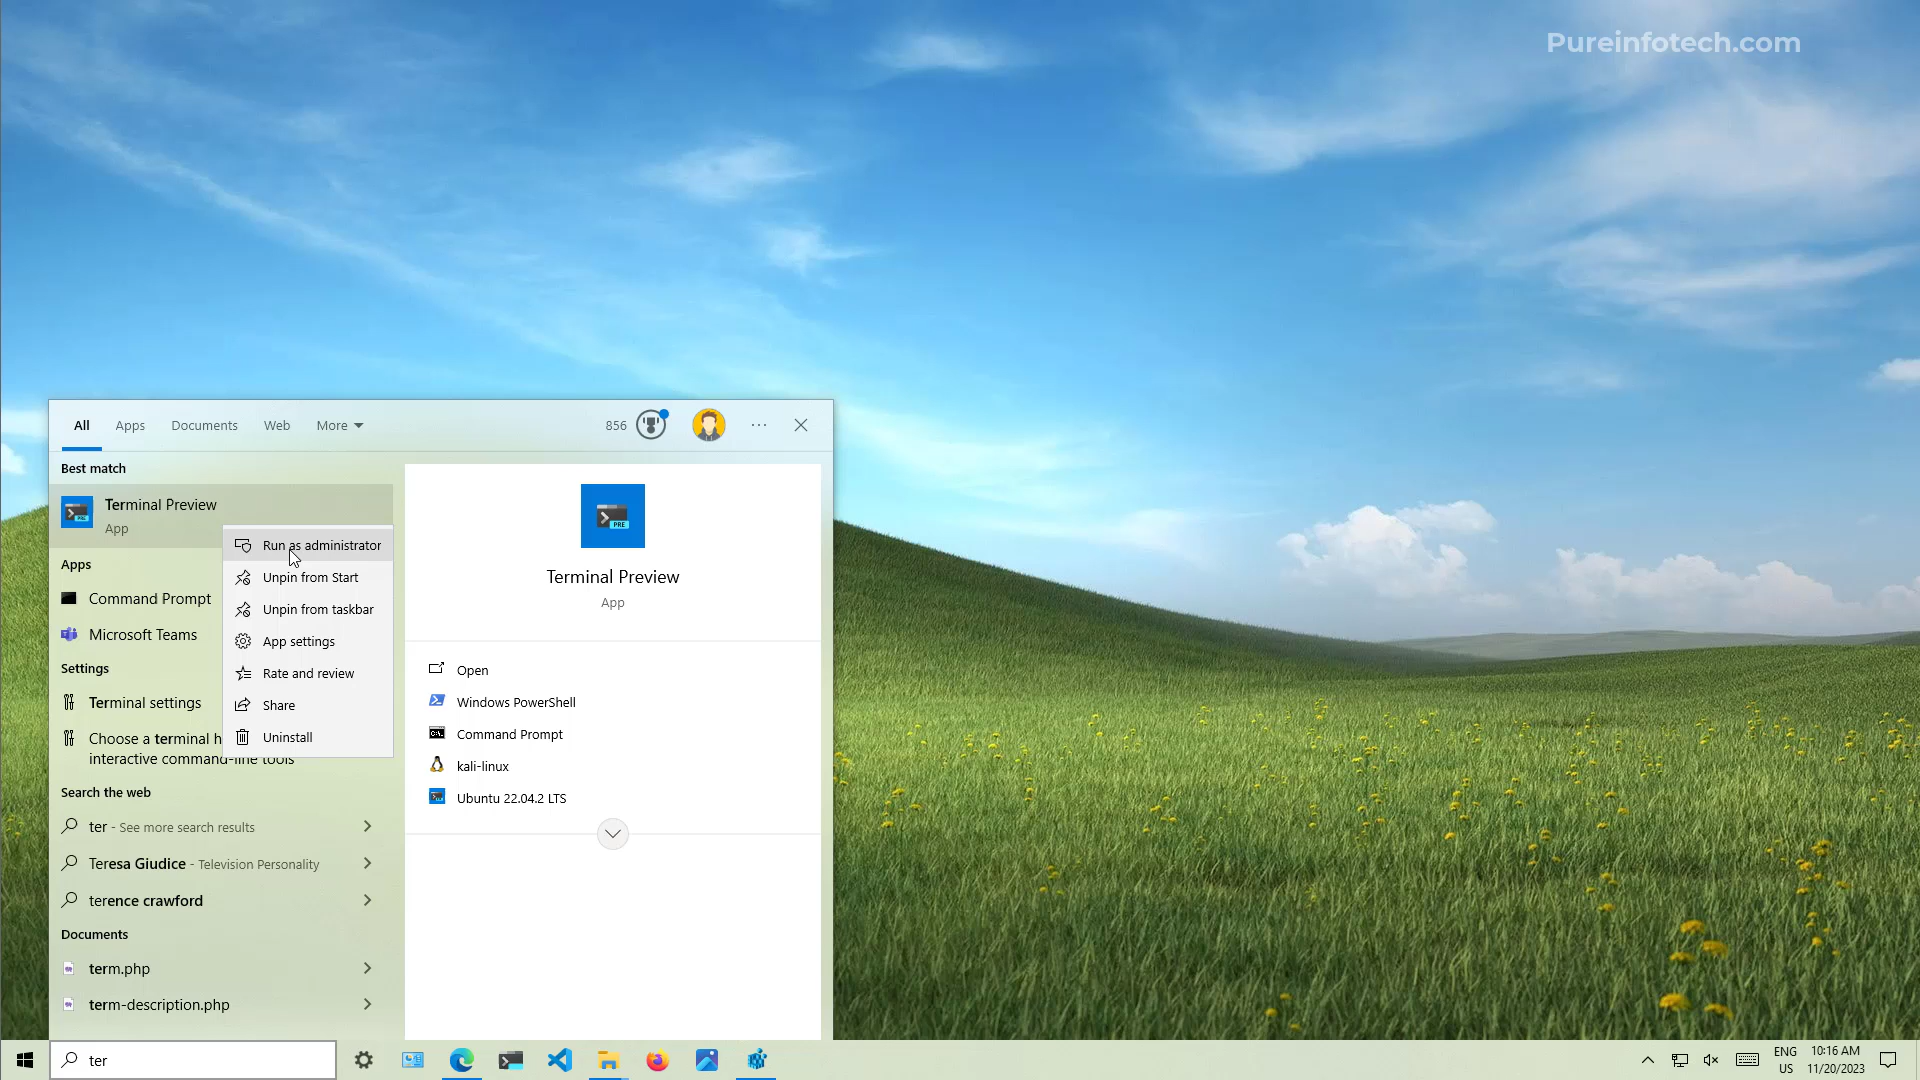 Pureinfotech.com
All Apps Documents Web More 856 ...
Best match
Terminal Preview
App
Run as administrator
Unpin from Start
Unpin from taskbar
App settings
Rate and review
Share
Uninstall
Apps
Command Prompt
Microsoft Teams
Settings
Terminal settings
Choose a terminal h
interactive command-line tools
Search the web
ter - See more search results
Teresa Giudice - Television Personality
terence crawford
Documents
term.php
term-description.php
PRE
Terminal Preview
App
Open
Windows PowerShell
Command Prompt
kali-linux
Ubuntu 22.04.2 LTS
ter
ENG
US
10:16 AM
11/20/2023